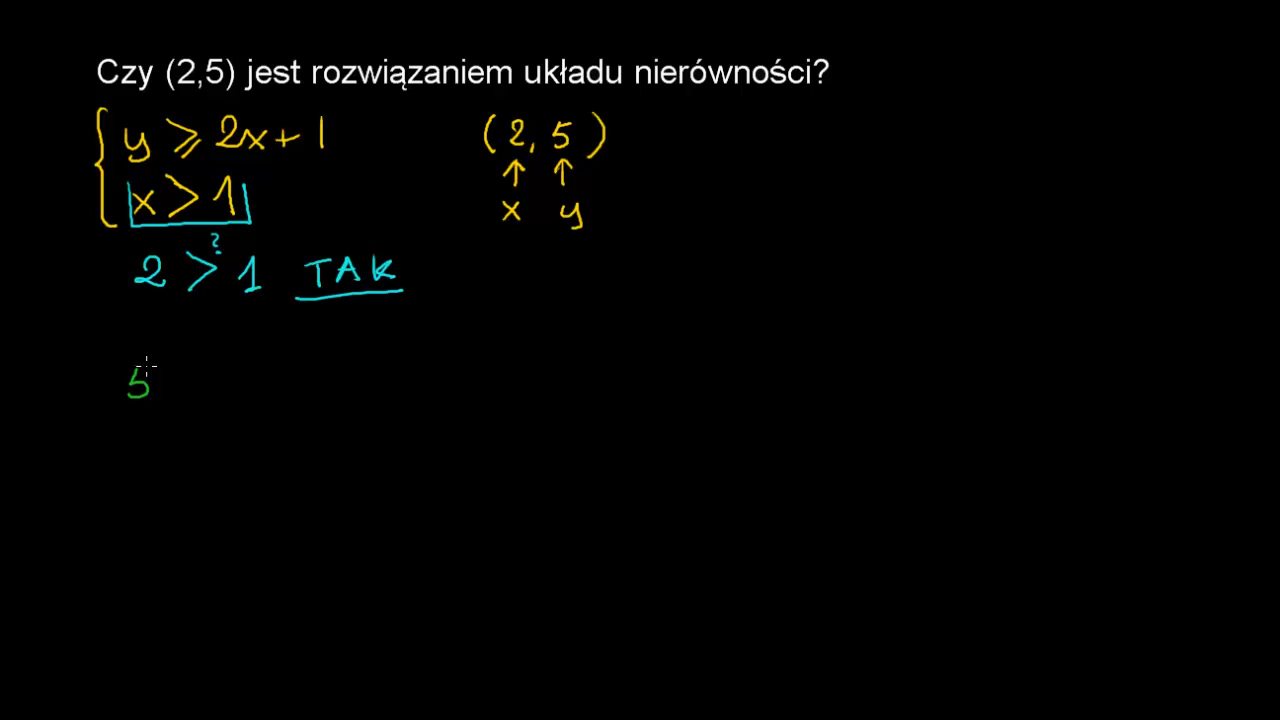 Czy (2,5) jest rozwiązaniem układu nierówności?
y ⩾ 2x + 1
(2, 5)
x > 1
↑ ↑
x y
?
2 > 1 TAK
5